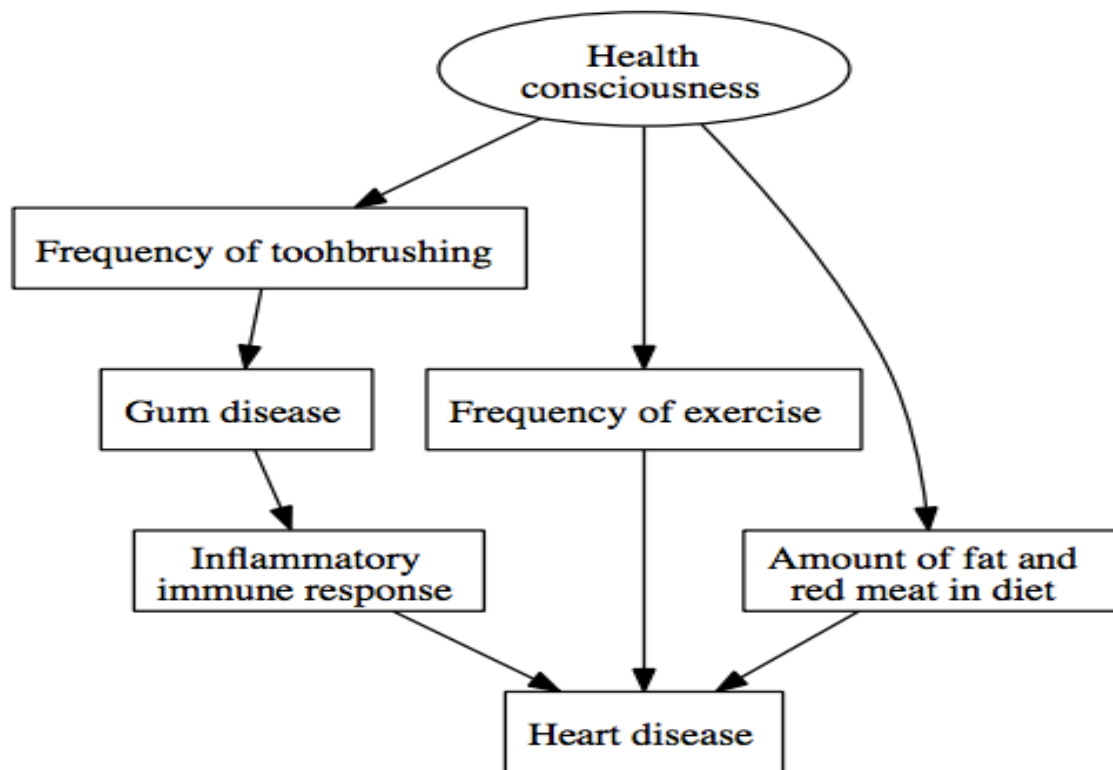 Health
consciousness
Frequency of toohbrushing
Gum disease
Frequency of exercise
Inflammatory
immune response
Amount of fat and
red meat in diet
Heart disease